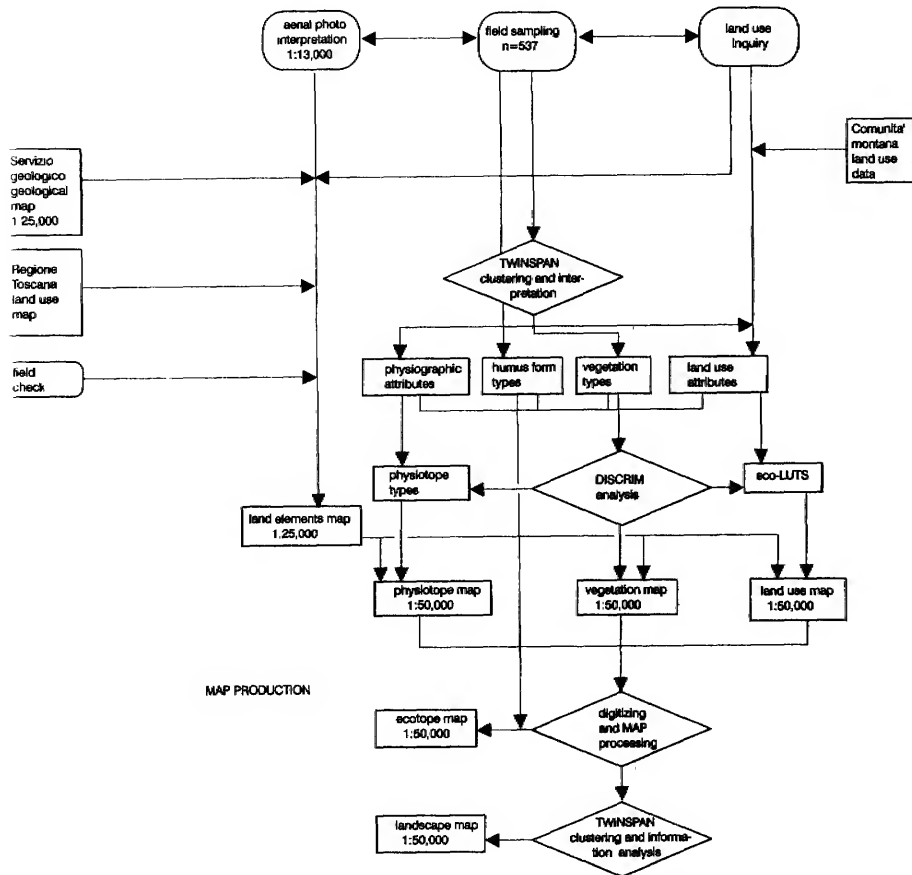 aerial photo
interpretation
1:13,000
field sampling
n=537
land use
Inquiry
Servizio
geologico
geological
map
1 25,000
Comunita'
montana
land use
data
Regione
Toscana
land use
map
TWINSPAN
clustering and inter-
pretation
field
check
physiographic
attributes
humus form
types
vegetation
types
land use
attributes
physiotope
types
DISCRIM
analysis
eco-LUTS
land elements map
1:25,000
physiotope map
1:50,000
vegetation map
1:50,000
land use map
1:50,000
MAP PRODUCTION
ecotope map
1:50,000
digitizing
and MAP
processing
landscape map
1:50,000
TWINSPAN
clustering and informa-
tion analysis